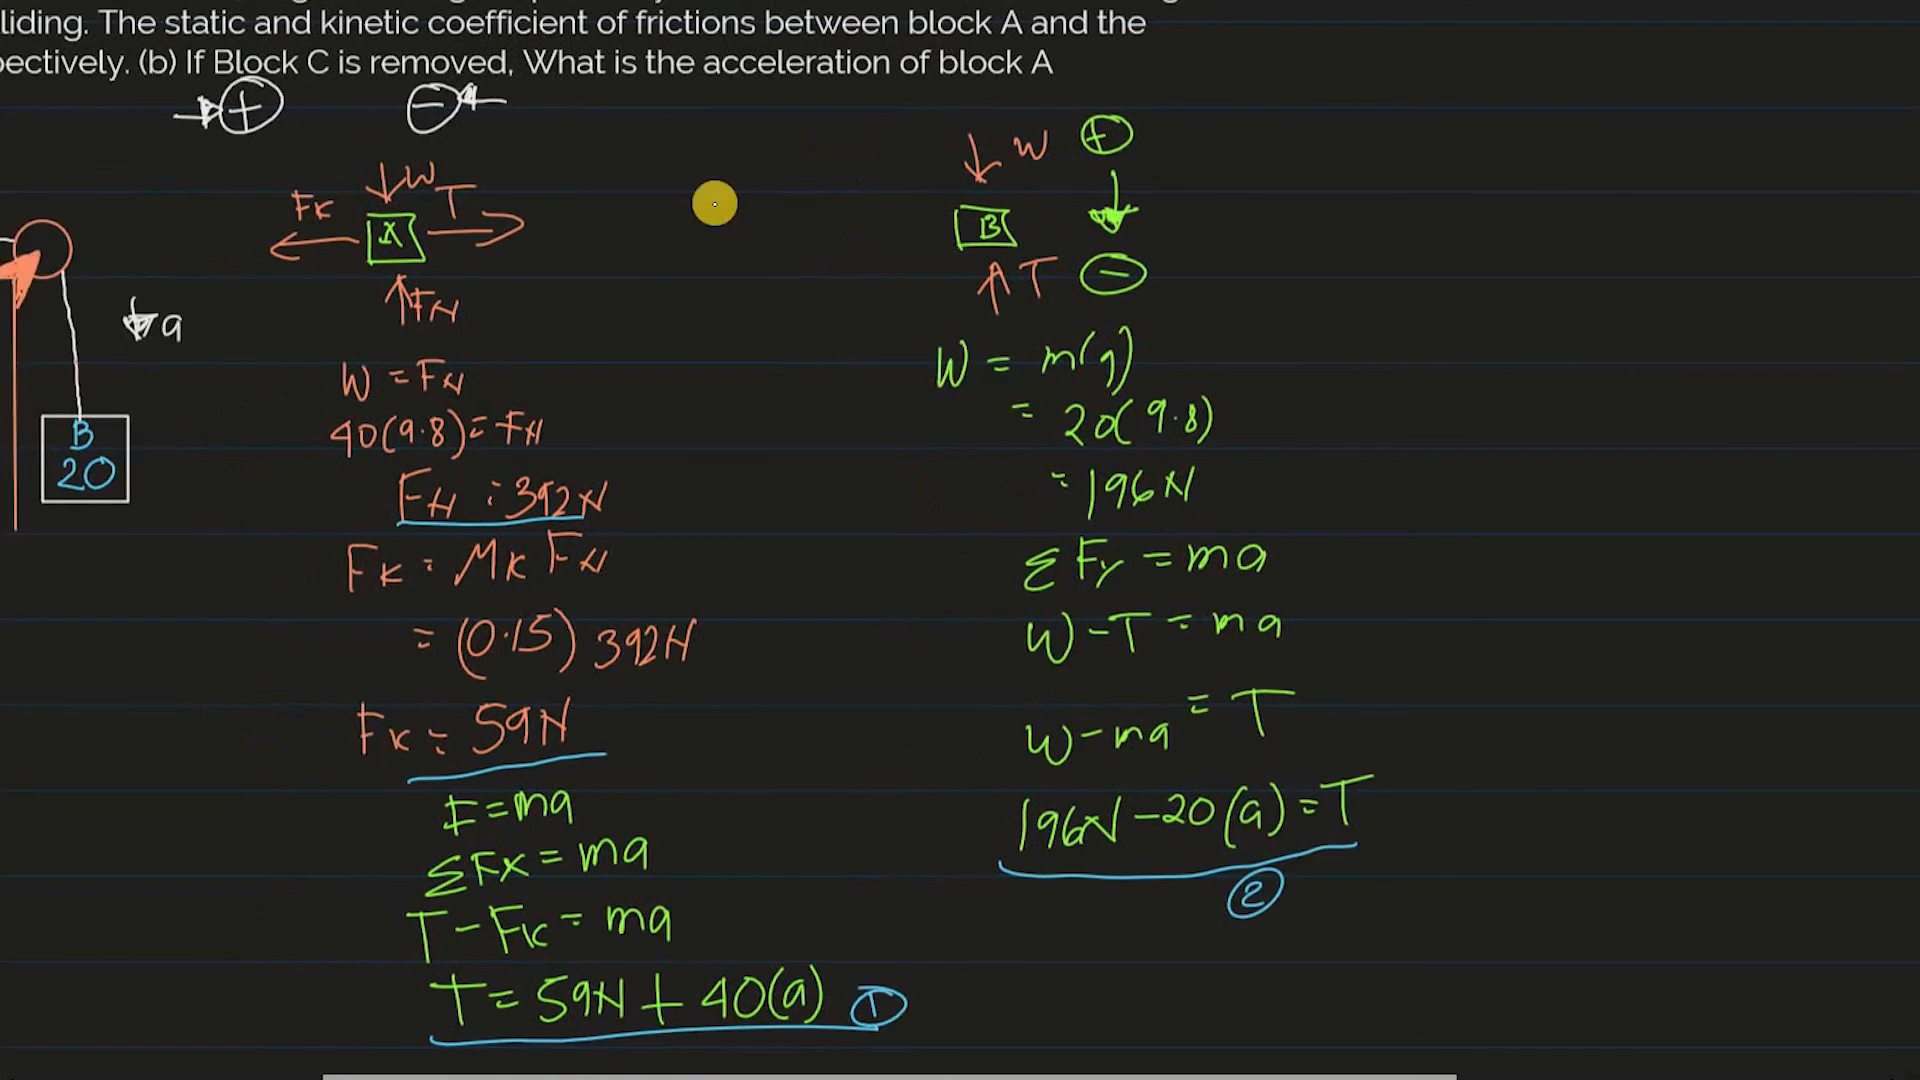 liding. The static and kinetic coefficient of frictions between block A and the
pectively. (b) If Block C is removed, What is the acceleration of block A
+
−
W
T
FK
A
FN
a
B
20
W = FN
40(9.8) = FN
FN = 392N
FK = MK FN
= (0.15) 392N
FK = 59N
F = ma
ΣFX = ma
T - FK = ma
T = 59N + 40(a) ①
W +
B
T −
W = m(g)
= 20(9.8)
= 196N
ΣFy = ma
W - T = ma
W - ma = T
196N - 20(a) = T
②